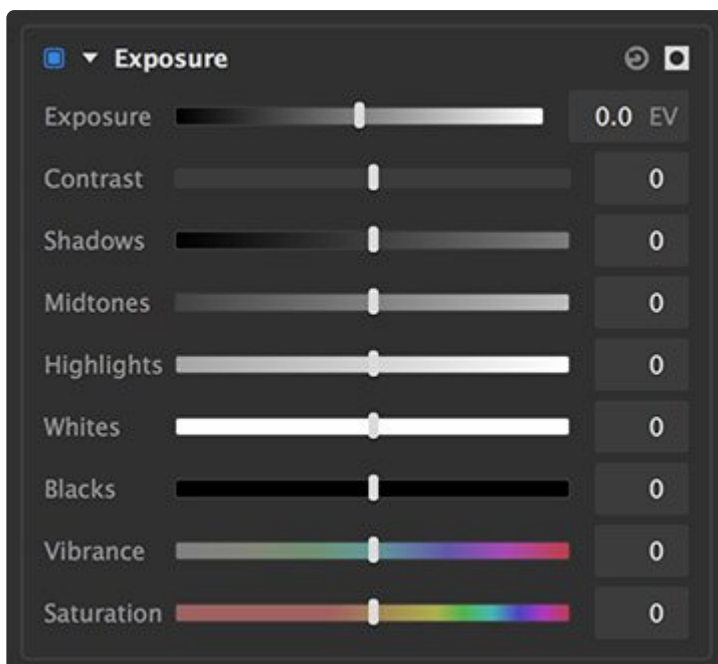 Exposure
Exposure 0.0 EV
Contrast 0
Shadows 0
Midtones 0
Highlights 0
Whites 0
Blacks 0
Vibrance 0
Saturation 0